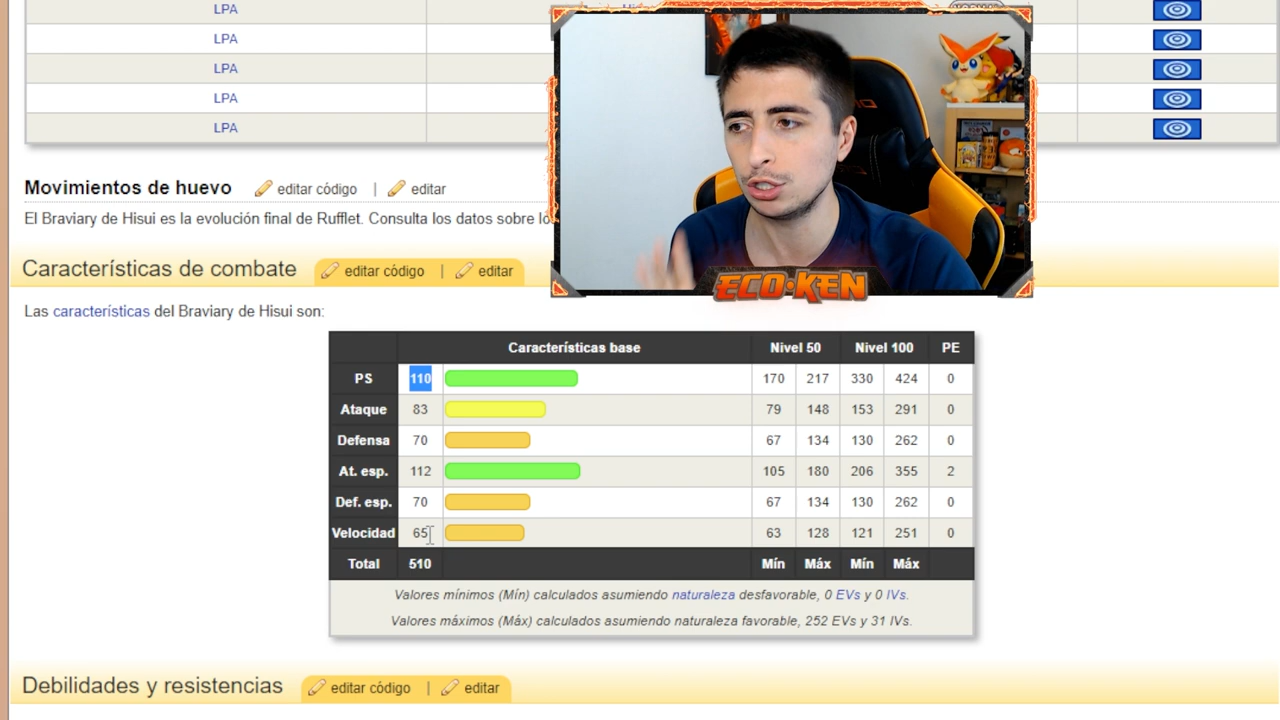 LPA
LPA
LPA
LPA
LPA
Movimientos de huevo editar código | editar
El Braviary de Hisui es la evolución final de Rufflet. Consulta los datos sobre
Características de combate editar código | editar
ECO·KEN
Las características del Braviary de Hisui son:
Características base Nivel 50 Nivel 100 PE
PS 110 170 217 330 424 0
Ataque 83 79 148 153 291 0
Defensa 70 67 134 130 262 0
At. esp. 112 105 180 206 355 2
Def. esp. 70 67 134 130 262 0
Velocidad 65 63 128 121 251 0
Total 510 Mín Máx Mín Máx
Valores mínimos (Mín) calculados asumiendo naturaleza desfavorable, 0 EVs y 0 IVs.
Valores máximos (Máx) calculados asumiendo naturaleza favorable, 252 EVs y 31 IVs.
Debilidades y resistencias editar código | editar